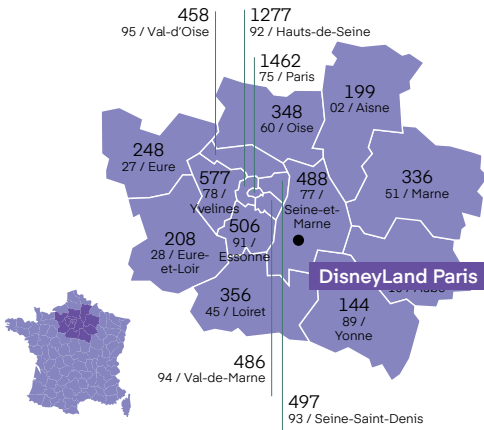 458
95 / Val-d'Oise
1277
92 / Hauts-de-Seine
1462
75 / Paris
199
02 / Aisne
348
60 / Oise
248
27 / Eure
577
78 /
Yvelines
488
77 /
Seine-et-
Marne
336
51 / Marne
506
91 /
Essonne
208
28 / Eure-
et-Loir
DisneyLand Paris
356
45 / Loiret
144
89 /
Yonne
486
94 / Val-de-Marne
497
93 / Seine-Saint-Denis